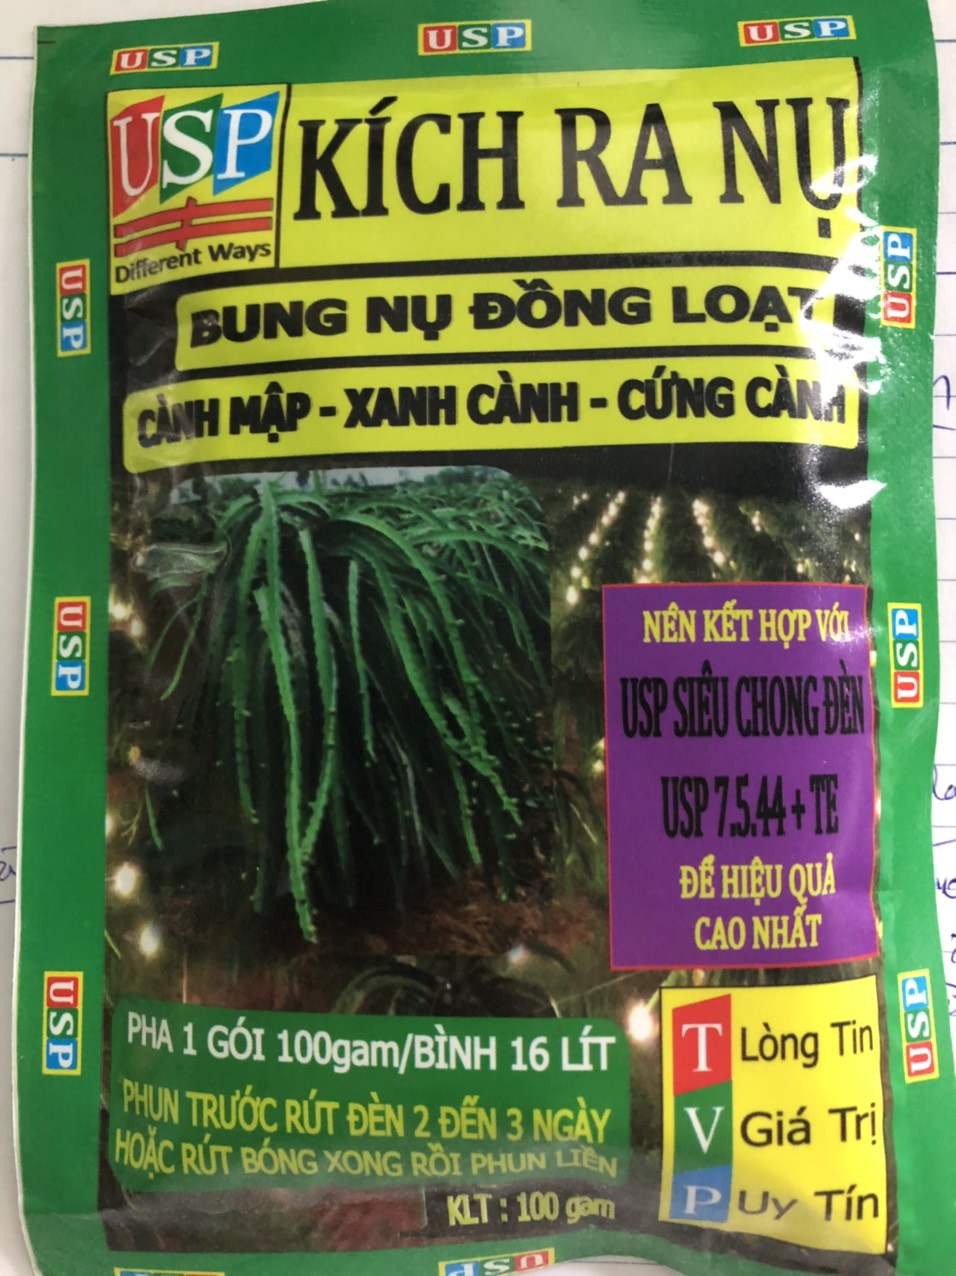 USP
USP
USP
USP
Different Ways
KÍCH RA NỤ
BUNG NỤ ĐỒNG LOẠT
CÀNH MẬP - XANH CÀNH - CỨNG CÀNH
USP
USP
NÊN KẾT HỢP VỚI
USP SIÊU CHONG ĐÈN
USP 7.5.44 + TE
ĐỂ HIỆU QUẢ
CAO NHẤT
USP
USP
PHA 1 GÓI 100gam/BÌNH 16 LÍT
PHUN TRƯỚC RÚT ĐÈN 2 ĐẾN 3 NGÀY
HOẶC RÚT BÓNG XONG RỒI PHUN LIỀN
KLT : 100 gam
T Lòng Tin
V Giá Trị
P Uy Tín
USP
USP
USP